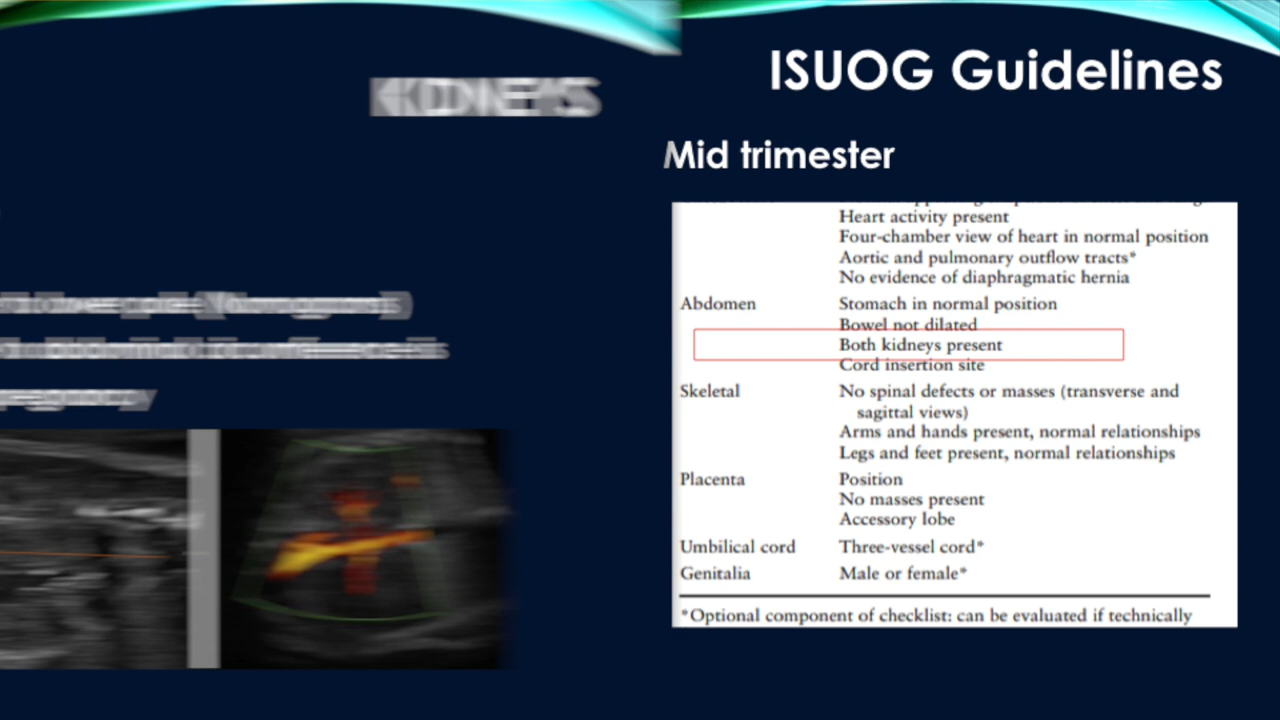 KIDNEYS
ISUOG Guidelines
Mid trimester
Heart activity present
Four-chamber view of heart in normal position
Aortic and pulmonary outflow tracts*
No evidence of diaphragmatic hernia
Abdomen Stomach in normal position
Bowel not dilated
Both kidneys present
Cord insertion site
Skeletal No spinal defects or masses (transverse and
sagittal views)
Arms and hands present, normal relationships
Legs and feet present, normal relationships
Placenta Position
No masses present
Accessory lobe
Umbilical cord Three-vessel cord*
Genitalia Male or female*
*Optional component of checklist: can be evaluated if technically